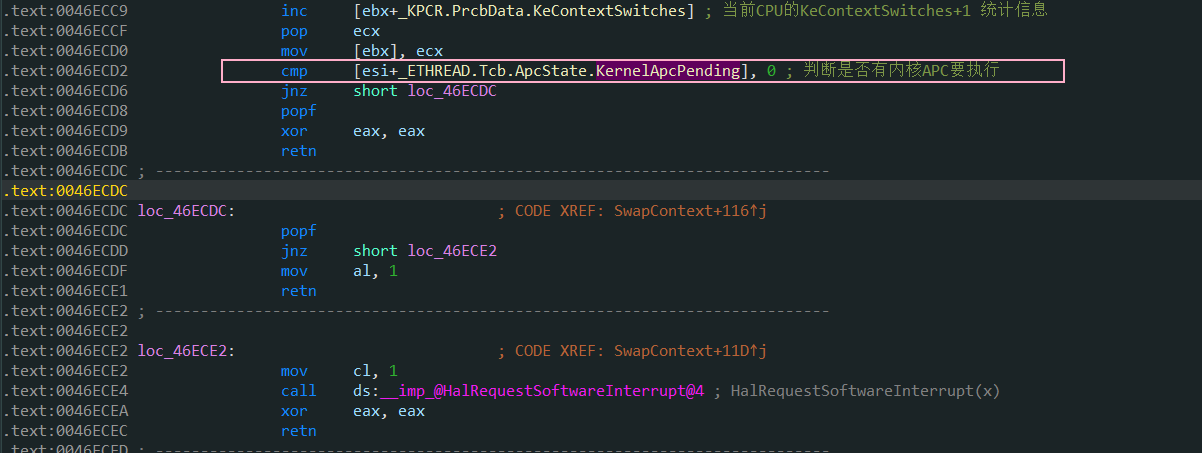 .text:0046ECC9 inc [ebx+_KPCR.PrcbData.KeContextSwitches] ; 当前CPU的KeContextSwitches+1 统计信息
.text:0046ECCF pop ecx
.text:0046ECD0 mov [ebx], ecx
.text:0046ECD2 cmp [esi+_ETHREAD.Tcb.ApcState.KernelApcPending], 0 ; 判断是否有内核APC要执行
.text:0046ECD6 jnz short loc_46ECDC
.text:0046ECD8 popf
.text:0046ECD9 xor eax, eax
.text:0046ECDB retn
.text:0046ECDC ; ---------------------------------------------------------------------------
.text:0046ECDC
.text:0046ECDC loc_46ECDC: ; CODE XREF: SwapContext+116↑j
.text:0046ECDC popf
.text:0046ECDD jnz short loc_46ECE2
.text:0046ECDF mov al, 1
.text:0046ECE1 retn
.text:0046ECE2 ; ---------------------------------------------------------------------------
.text:0046ECE2
.text:0046ECE2 loc_46ECE2: ; CODE XREF: SwapContext+11D↑j
.text:0046ECE2 mov cl, 1
.text:0046ECE4 call ds:__imp_@HalRequestSoftwareInterrupt@4 ; HalRequestSoftwareInterrupt(x)
.text:0046ECEA xor eax, eax
.text:0046ECEC retn
.text:0046ECED ; ---------------------------------------------------------------------------